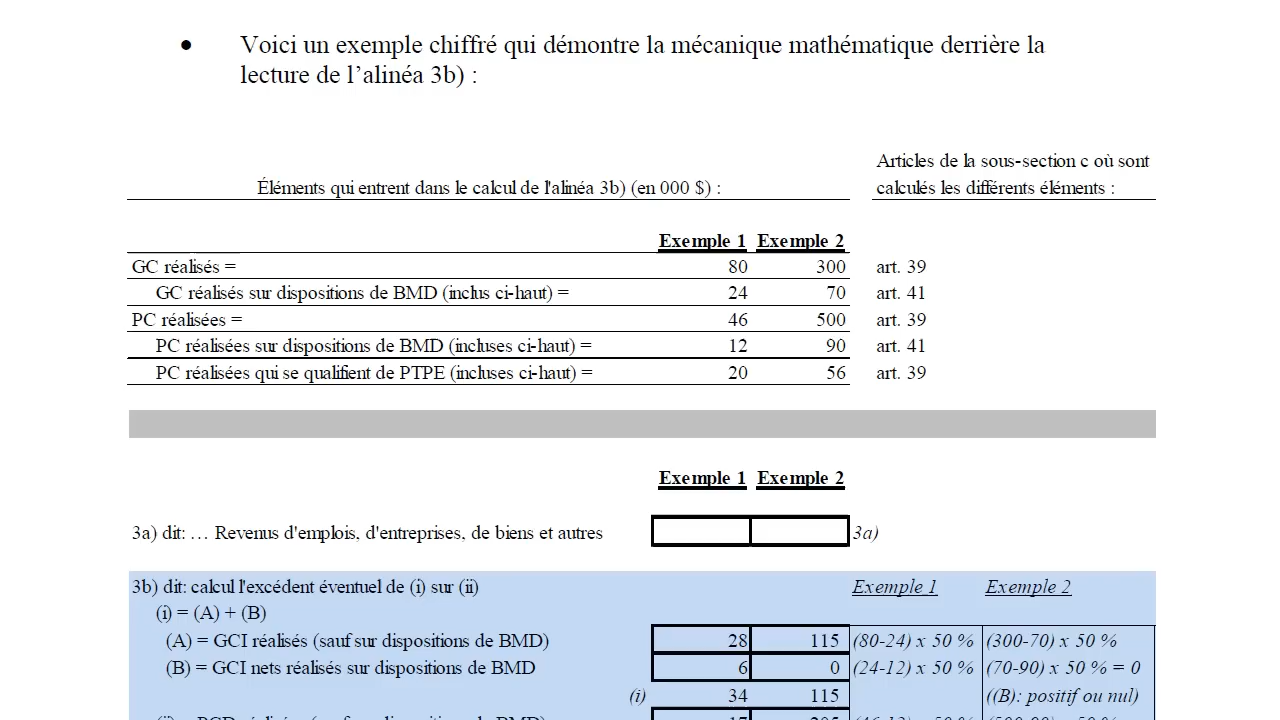 • Voici un exemple chiffré qui démontre la mécanique mathématique derrière la
lecture de l'alinéa 3b) :
Articles de la sous-section c où sont
Éléments qui entrent dans le calcul de l'alinéa 3b) (en 000 $) : calculés les différents éléments :
Exemple 1 Exemple 2
GC réalisés = 80 300 art. 39
GC réalisés sur dispositions de BMD (inclus ci-haut) = 24 70 art. 41
PC réalisées = 46 500 art. 39
PC réalisées sur dispositions de BMD (incluses ci-haut) = 12 90 art. 41
PC réalisées qui se qualifient de PTPE (incluses ci-haut) = 20 56 art. 39
Exemple 1 Exemple 2
3a) dit: … Revenus d'emplois, d'entreprises, de biens et autres 3a)
3b) dit: calcul l'excédent éventuel de (i) sur (ii) Exemple 1 Exemple 2
(i) = (A) + (B)
(A) = GCI réalisés (sauf sur dispositions de BMD) 28 115 (80-24) x 50 % (300-70) x 50 %
(B) = GCI nets réalisés sur dispositions de BMD 6 0 (24-12) x 50 % (70-90) x 50 % = 0
(i) 34 115 ((B): positif ou nul)